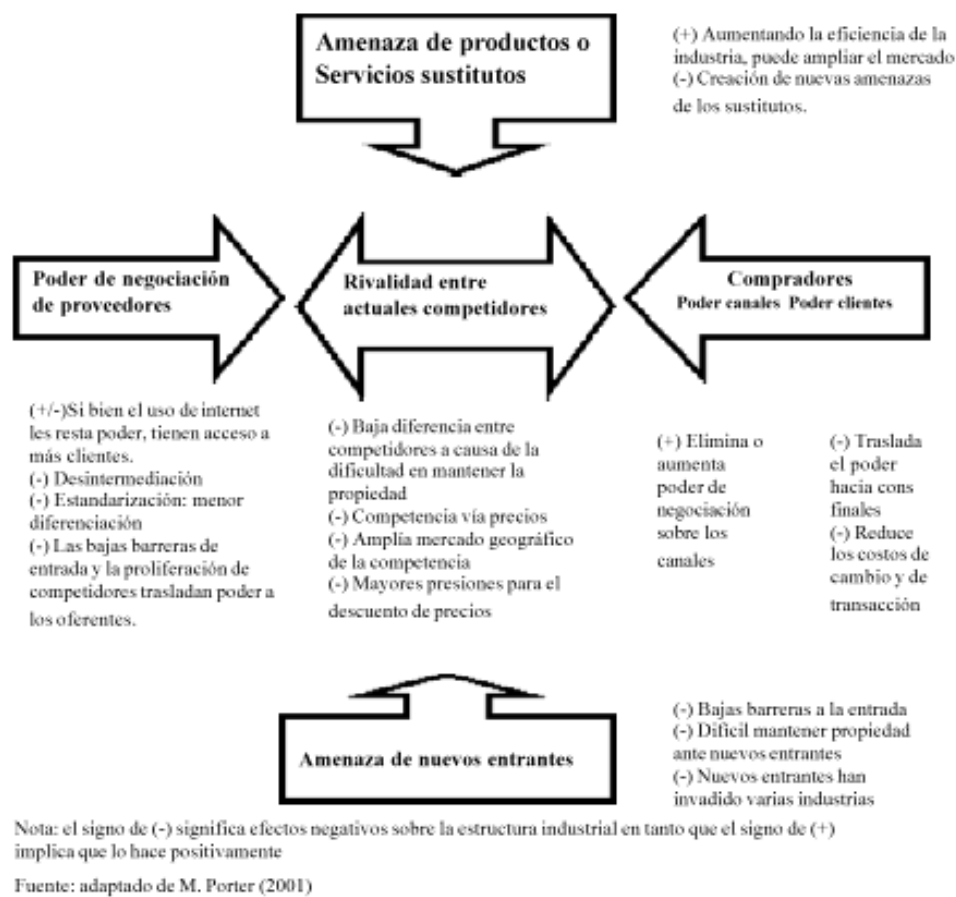 Amenaza de productos o
Servicios sustitutos
(+) Aumentando la eficiencia de la
industria, puede ampliar el mercado
(-) Creación de nuevas amenazas
de los sustitutos.
Poder de negociación
de proveedores
Rivalidad entre
actuales competidores
Compradores
Poder canales Poder clientes
(+/-)Si bien el uso de internet
les resta poder, tienen acceso a
más clientes.
(-) Desintermediación
(-) Estandarización: menor
diferenciación
(-) Las bajas barreras de
entrada y la proliferación de
competidores trasladan poder a
los oferentes.
(-) Baja diferencia entre
competidores a causa de la
dificultad en mantener la
propiedad
(-) Competencia vía precios
(-) Amplía mercado geográfico
de la competencia
(-) Mayores presiones para el
descuento de precios
(+) Elimina o
aumenta
poder de
negociación
sobre los
canales
(-) Traslada
el poder
hacia cons
finales
(-) Reduce
los costos de
cambio y de
transacción
Amenaza de nuevos entrantes
(-) Bajas barreras a la entrada
(-) Difícil mantener propiedad
ante nuevos entrantes
(-) Nuevos entrantes han
invadido varias industrias
Nota: el signo de (-) significa efectos negativos sobre la estructura industrial en tanto que el signo de (+)
implica que lo hace positivamente
Fuente: adaptado de M. Porter (2001)